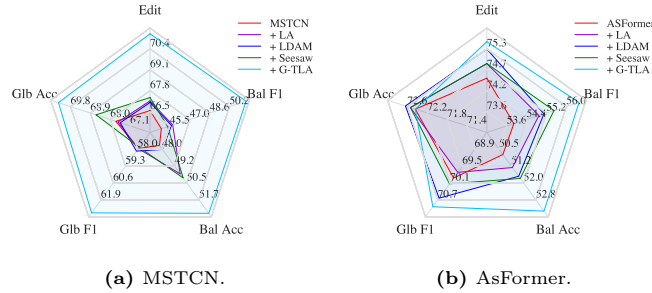 Edit
MSTCN
+ LA
+ LDAM
+ Seesaw
+ G-TLA
70.4
69.1
67.8
66.5
Glb Acc
69.8
68.9
68.0
67.1
Bal F1
50.2
48.6
47.0
45.5
58.0
59.3
60.6
61.9
48.0
49.2
50.5
51.7
Glb F1
Bal Acc
(a) MSTCN.
Edit
ASFormer
+ LA
+ LDAM
+ Seesaw
+ G-TLA
75.3
74.7
74.2
73.6
Glb Acc
72.6
72.2
71.8
71.4
Bal F1
56.0
55.2
54.4
53.6
68.9
69.5
70.1
70.7
50.5
51.2
52.0
52.8
Glb F1
Bal Acc
(b) AsFormer.